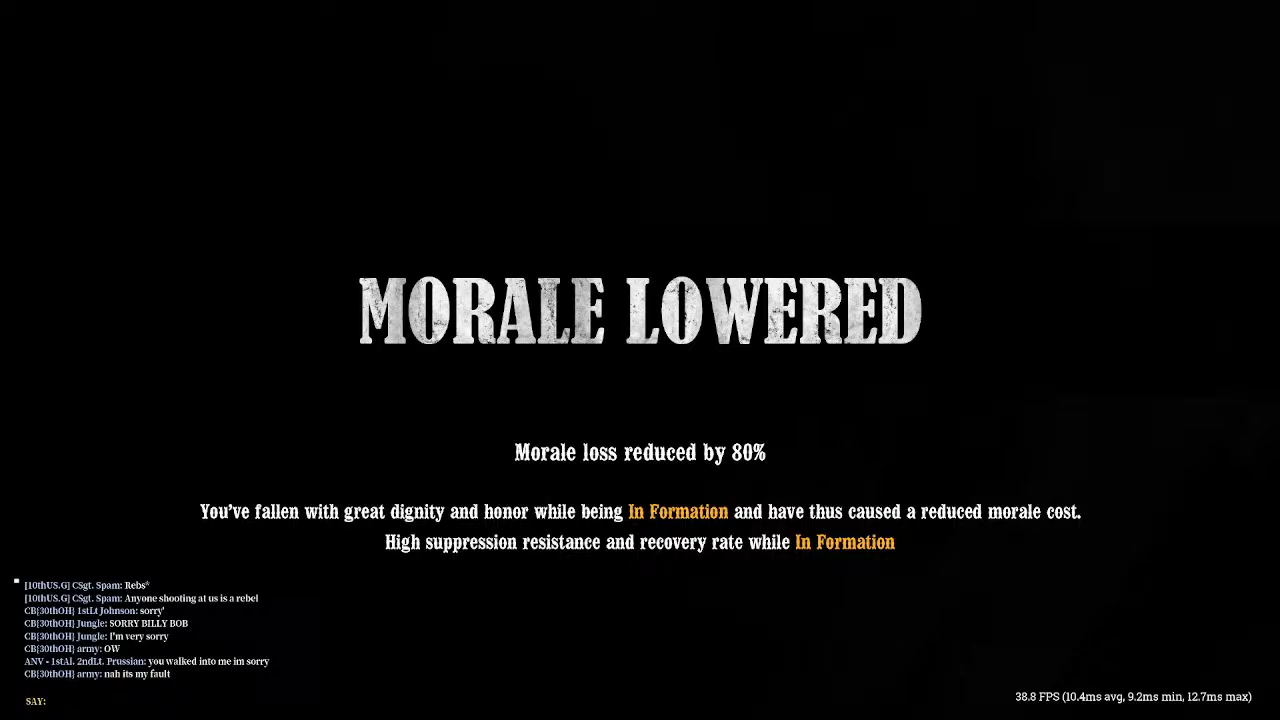 MORALE LOWERED
Morale loss reduced by 80%
You've fallen with great dignity and honor while being In Formation and have thus caused a reduced morale cost.
High suppression resistance and recovery rate while In Formation
[10thUS.G] CSgt. Spam: Rebs*
[10thUS.G] CSgt. Spam: Anyone shooting at us is a rebel
CB[30thOH] 1stLt Johnson: sorry'
CB[30thOH] Jungle: SORRY BILLY BOB
CB[30thOH] Jungle: I'm very sorry
CB[30thOH] army: OW
ANV - 1stAl. 2ndLt. Prussian: you walked into me im sorry
CB[30thOH] army: nah its my fault
SAY:
38.8 FPS (10.4ms avg, 9.2ms min, 12.7ms max)